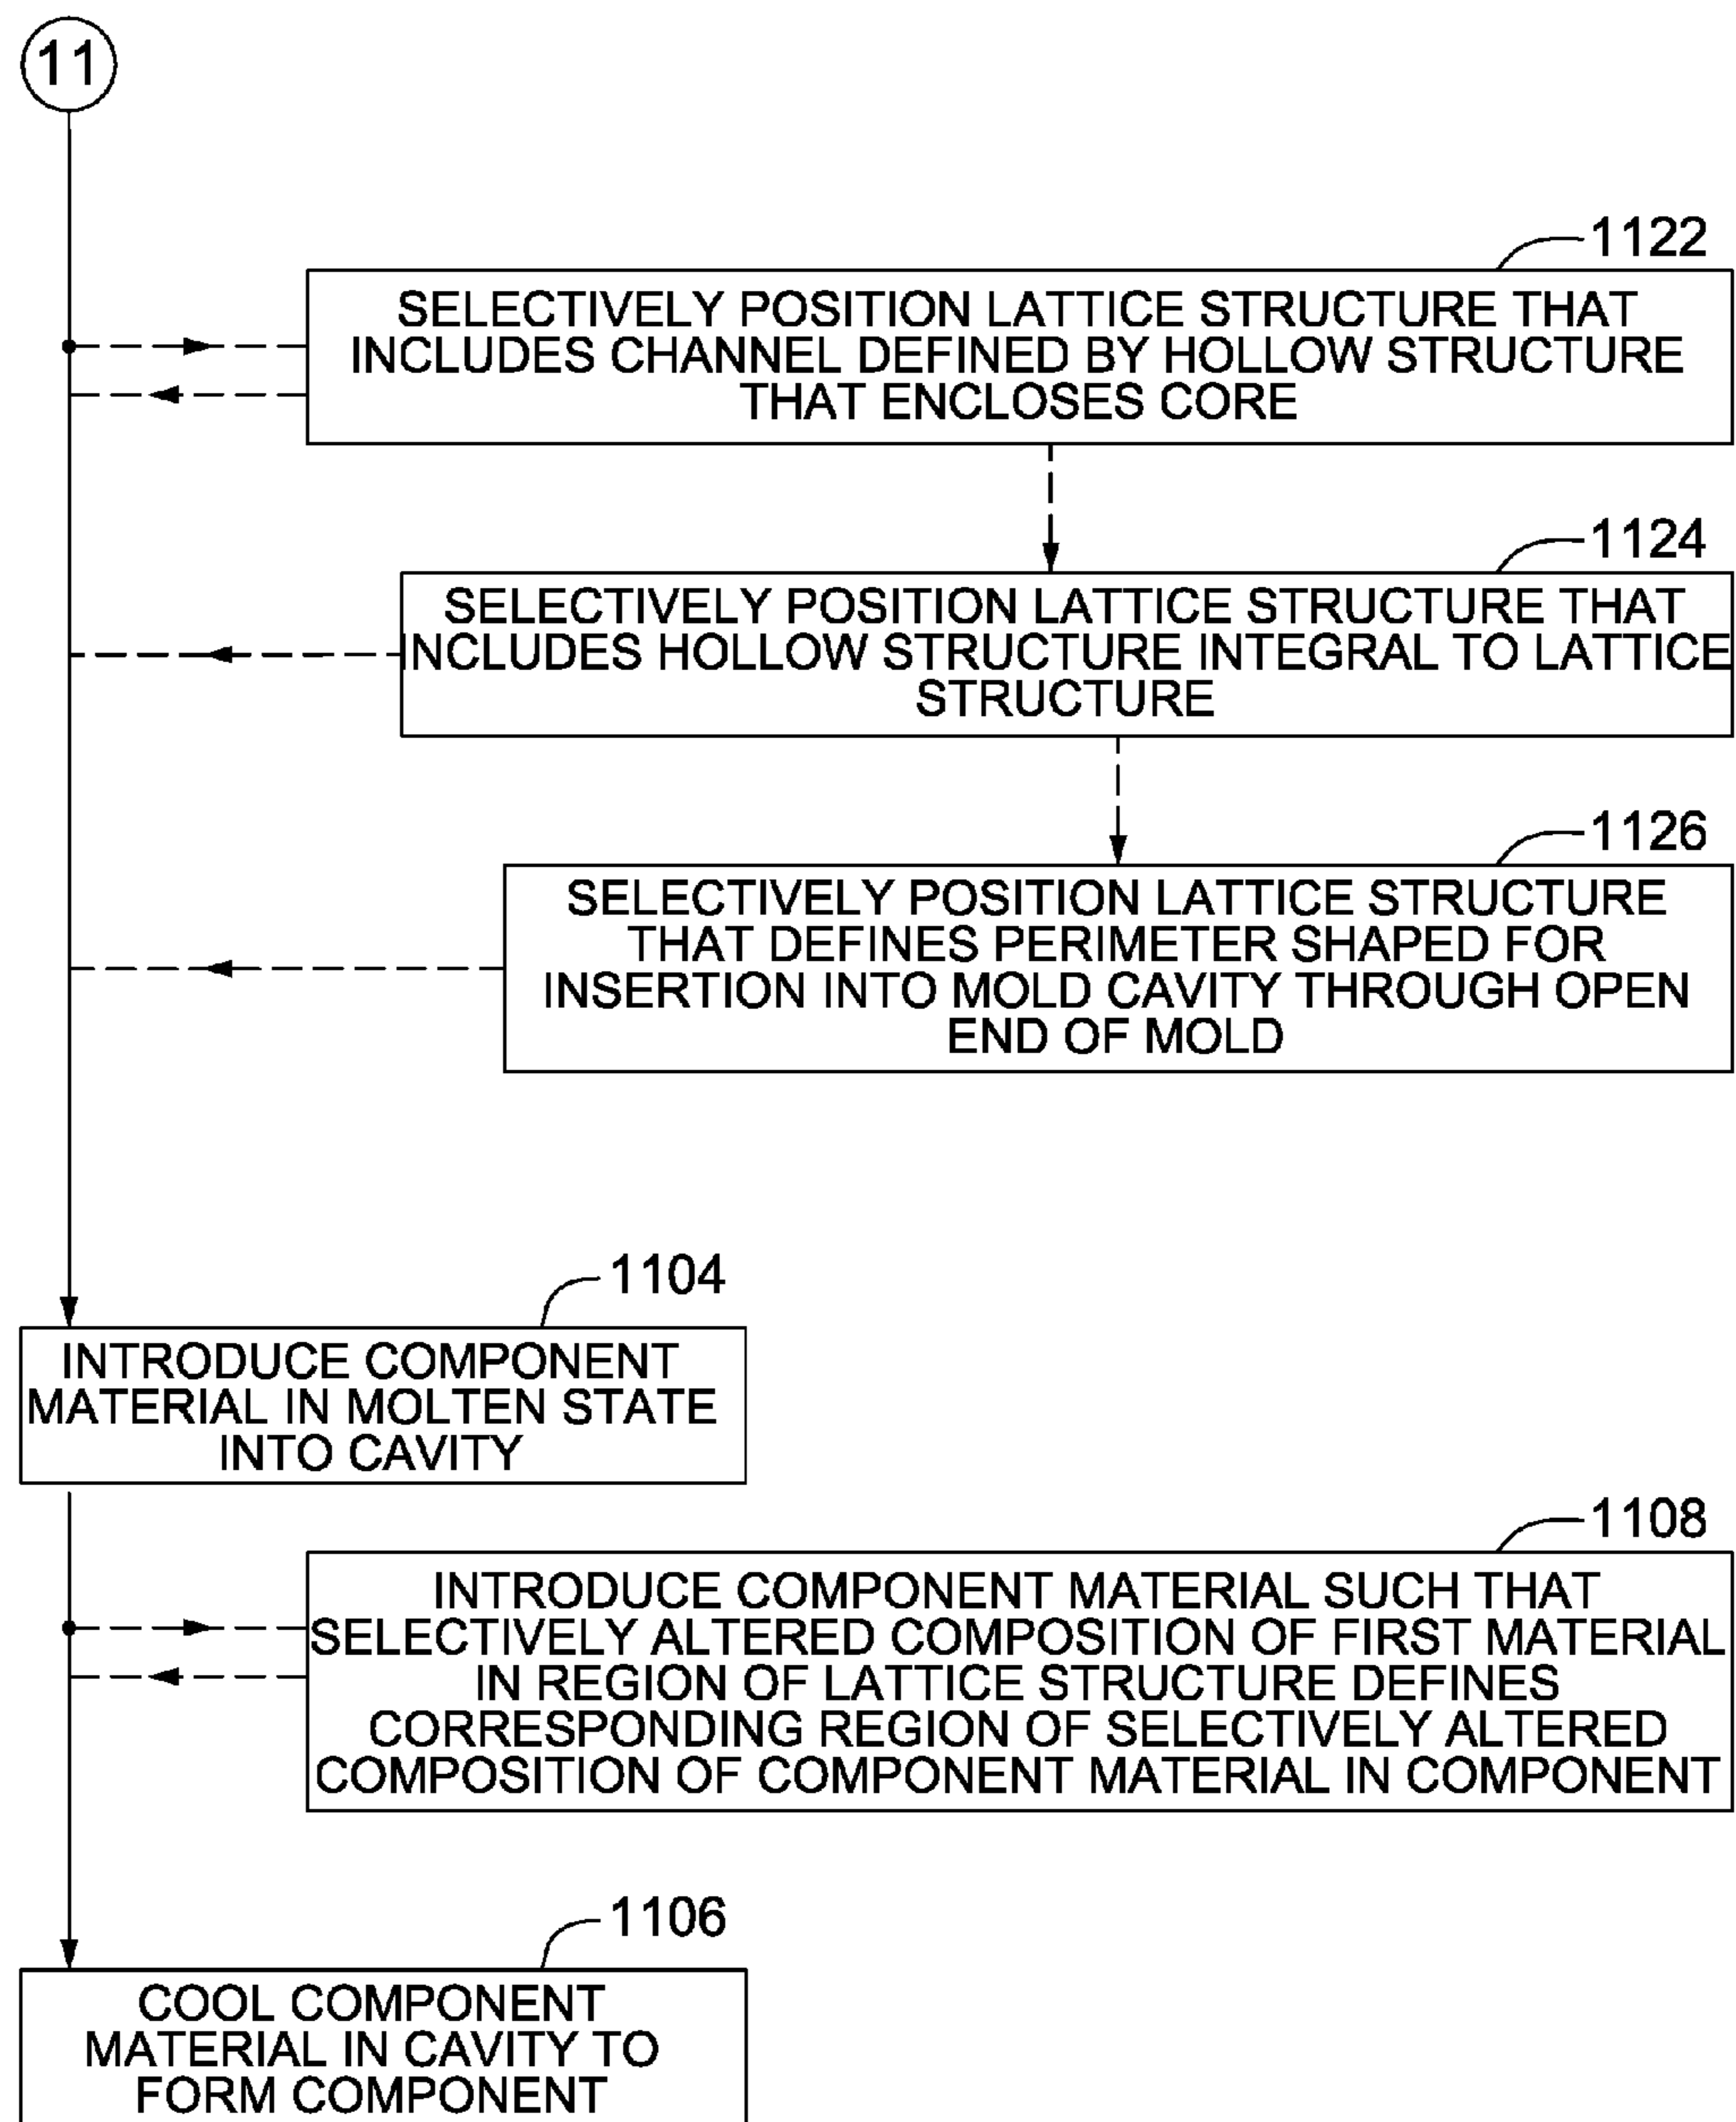 11
1122
SELECTIVELY POSITION LATTICE STRUCTURE THAT
INCLUDES CHANNEL DEFINED BY HOLLOW STRUCTURE
THAT ENCLOSES CORE
1124
SELECTIVELY POSITION LATTICE STRUCTURE THAT
INCLUDES HOLLOW STRUCTURE INTEGRAL TO LATTICE
STRUCTURE
1126
SELECTIVELY POSITION LATTICE STRUCTURE
THAT DEFINES PERIMETER SHAPED FOR
INSERTION INTO MOLD CAVITY THROUGH OPEN
END OF MOLD
1104
INTRODUCE COMPONENT
MATERIAL IN MOLTEN STATE
INTO CAVITY
1108
INTRODUCE COMPONENT MATERIAL SUCH THAT
SELECTIVELY ALTERED COMPOSITION OF FIRST MATERIAL
IN REGION OF LATTICE STRUCTURE DEFINES
CORRESPONDING REGION OF SELECTIVELY ALTERED
COMPOSITION OF COMPONENT MATERIAL IN COMPONENT
1106
COOL COMPONENT
MATERIAL IN CAVITY TO
FORM COMPONENT